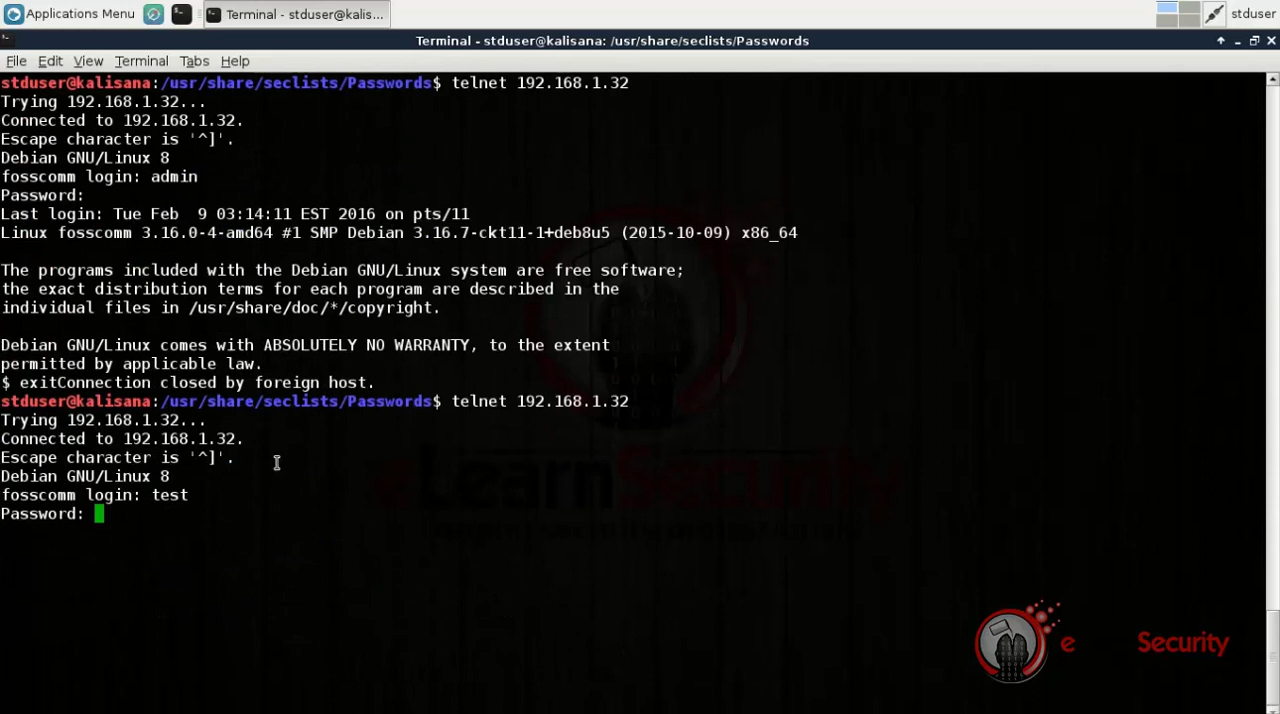 Applications Menu
Terminal - stduser@kalis...
stduser
Terminal - stduser@kalisana: /usr/share/seclists/Passwords
File Edit View Terminal Tabs Help
stduser@kalisana:/usr/share/seclists/Passwords$ telnet 192.168.1.32
Trying 192.168.1.32...
Connected to 192.168.1.32.
Escape character is '^]'.
Debian GNU/Linux 8
fosscomm login: admin
Password:
Last login: Tue Feb  9 03:14:11 EST 2016 on pts/11
Linux fosscomm 3.16.0-4-amd64 #1 SMP Debian 3.16.7-ckt11-1+deb8u5 (2015-10-09) x86_64
The programs included with the Debian GNU/Linux system are free software;
the exact distribution terms for each program are described in the
individual files in /usr/share/doc/*/copyright.
Debian GNU/Linux comes with ABSOLUTELY NO WARRANTY, to the extent
permitted by applicable law.
$ exitConnection closed by foreign host.
stduser@kalisana:/usr/share/seclists/Passwords$ telnet 192.168.1.32
Trying 192.168.1.32...
Connected to 192.168.1.32.
Escape character is '^]'.
Debian GNU/Linux 8
fosscomm login: test
Password:
eLearnSecurity
e Security